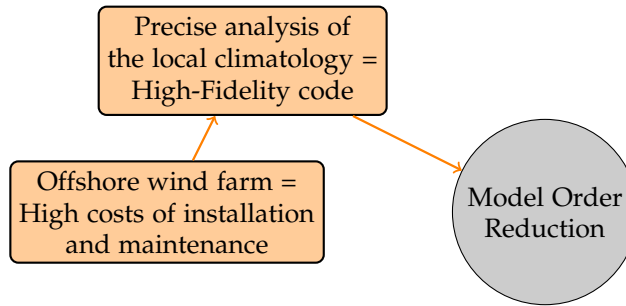 Precise analysis of
the local climatology =
High-Fidelity code
Offshore wind farm =
High costs of installation
and maintenance
Model Order
Reduction